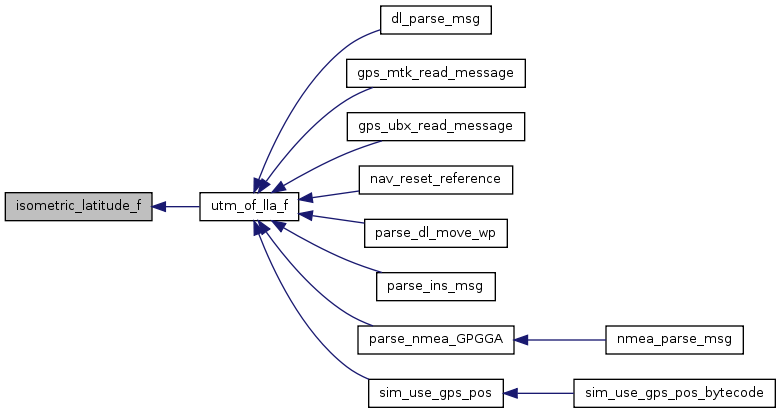 dl_parse_msg
gps_mtk_read_message
gps_ubx_read_message
nav_reset_reference
isometric_latitude_f
utm_of_lla_f
parse_dl_move_wp
parse_ins_msg
parse_nmea_GPGGA
nmea_parse_msg
sim_use_gps_pos
sim_use_gps_pos_bytecode